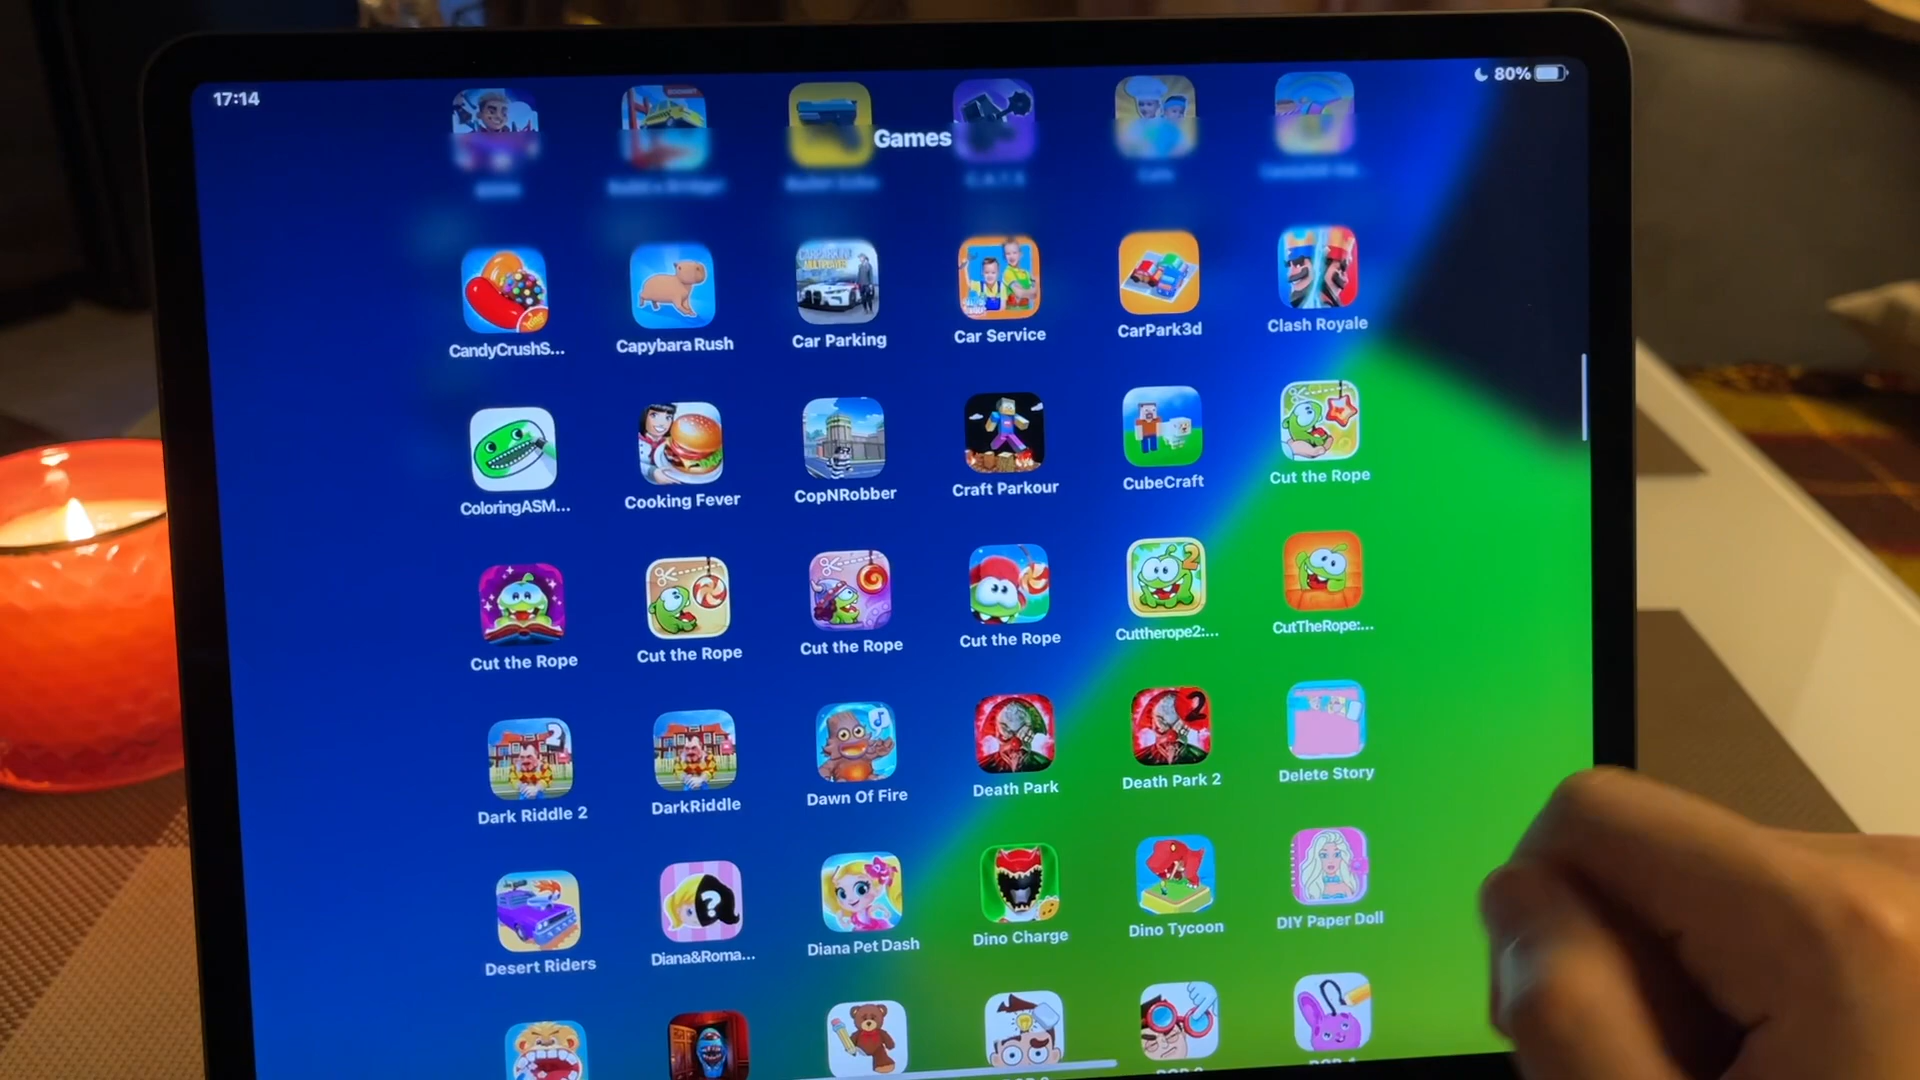 17:14
80%
Games
CandyCrushS...
Capybara Rush
Car Parking
Car Service
CarPark3d
Clash Royale
ColoringASM...
Cooking Fever
CopNRobber
Craft Parkour
CubeCraft
Cut the Rope
Cut the Rope
Cut the Rope
Cut the Rope
Cut the Rope
2
Cuttherope2:...
CutTheRope:...
2
Dark Riddle 2
DarkRiddle
Dawn Of Fire
Death Park
2
Death Park 2
Delete Story
Desert Riders
?
Diana&Roma...
Diana Pet Dash
Dino Charge
Dino Tycoon
DIY Paper Doll